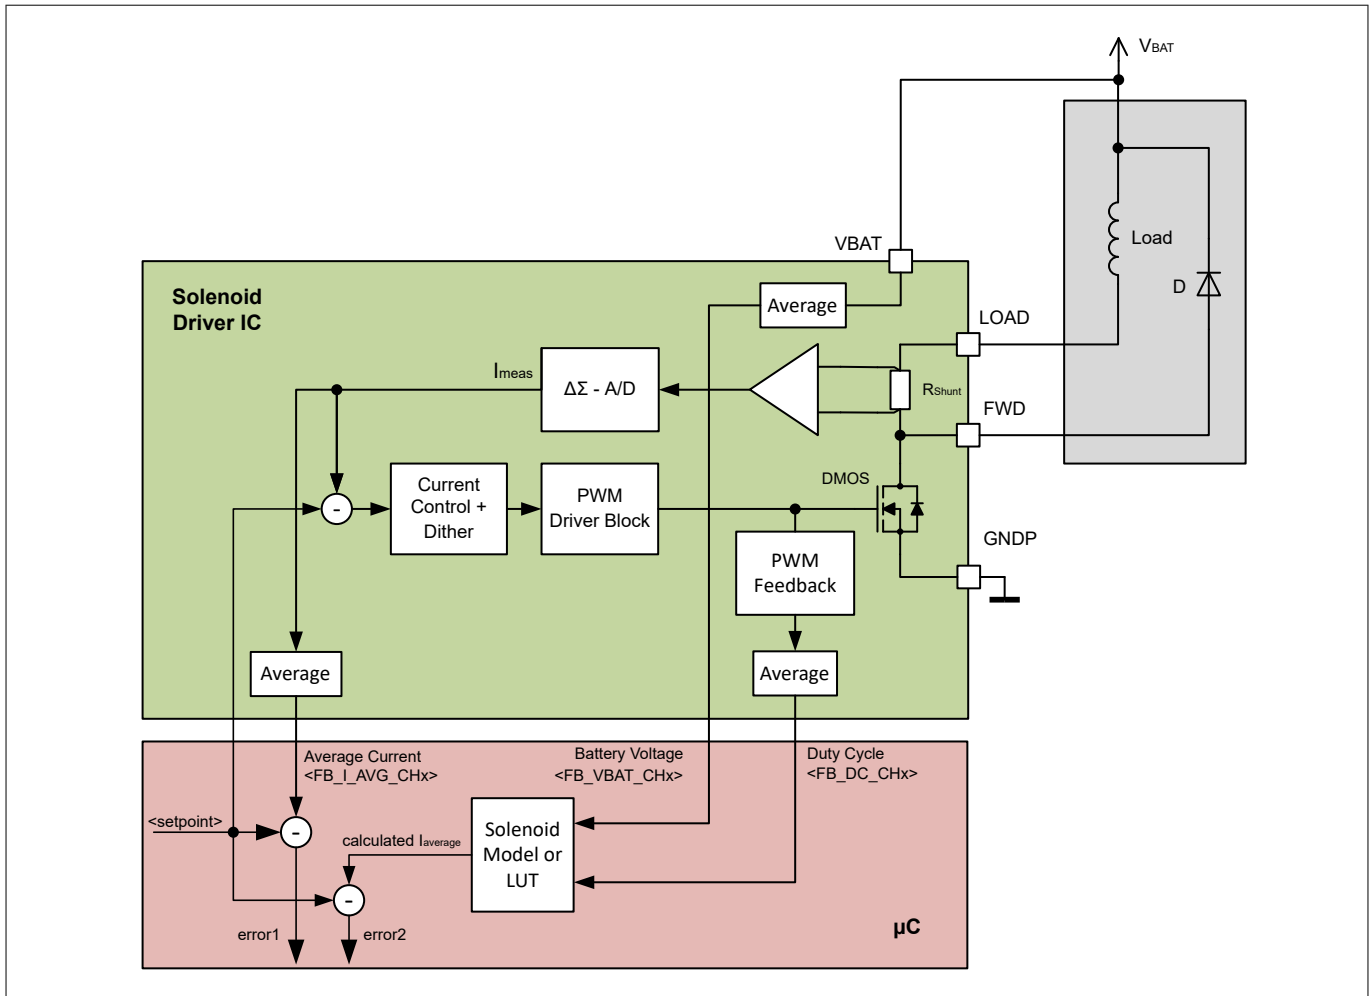 VBAT
VBAT
Solenoid
Driver IC
Average
Load
D
LOAD
Imeas
ΔΣ - A/D
RShunt
FWD
Current
Control +
Dither
PWM
Driver Block
DMOS
-
GNDP
PWM
Feedback
Average
Average
Average Current
<FB_I_AVG_CHx>
Battery Voltage
<FB_VBAT_CHx>
Duty Cycle
<FB_DC_CHx>
<setpoint>
-
calculated Iaverage
Solenoid
Model or
LUT
-
error1
error2
µC